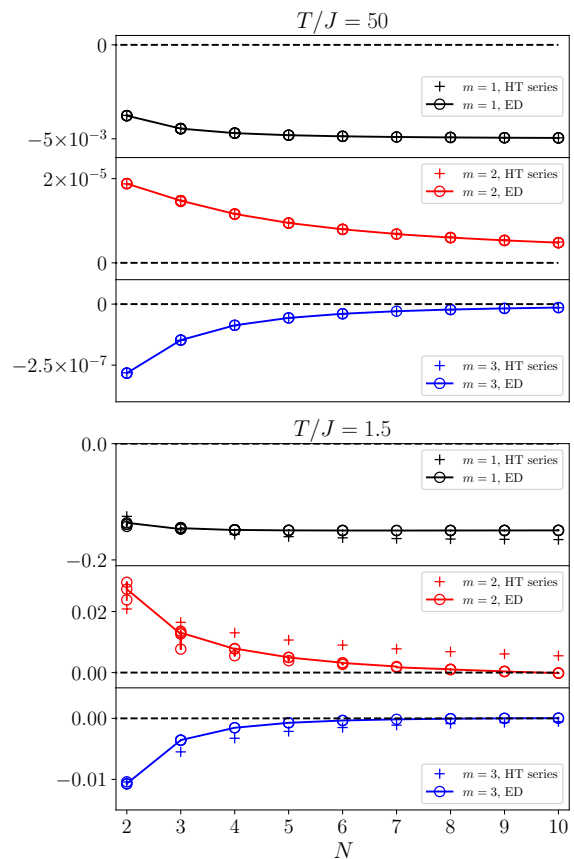 T/J = 50
0
−5×10⁻³
m = 1, HT series
m = 1, ED
2×10⁻⁵
0
m = 2, HT series
m = 2, ED
0
−2.5×10⁻⁷
m = 3, HT series
m = 3, ED
T/J = 1.5
0.0
−0.2
m = 1, HT series
m = 1, ED
0.02
0.00
m = 2, HT series
m = 2, ED
0.00
−0.01
m = 3, HT series
m = 3, ED
2 3 4 5 6 7 8 9 10
N